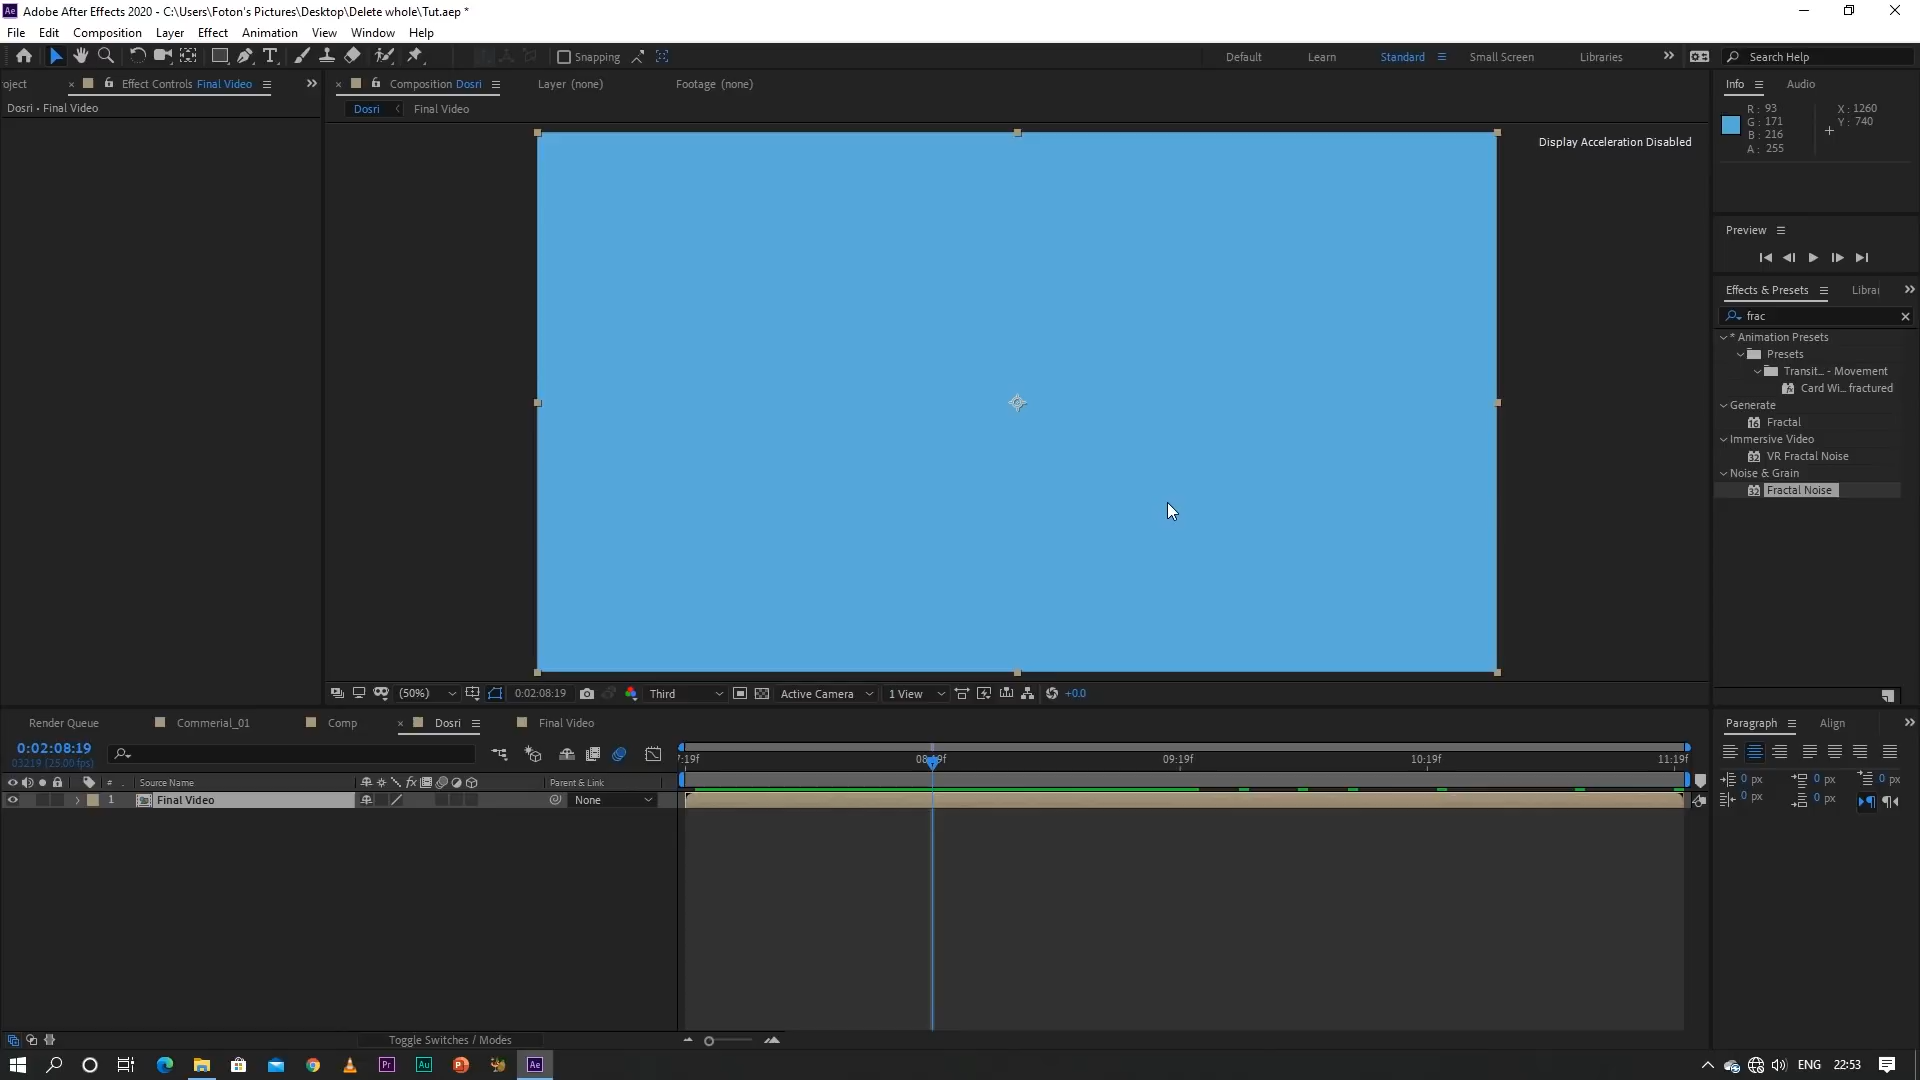 Adobe After Effects 2020 - C:\Users\Foton's Pictures\Desktop\Delete whole\Tut.aep *
File Edit Composition Layer Effect Animation View Window Help
Snapping Default Learn Standard Small Screen Libraries Search Help
oject Effect Controls Final Video Composition Dosri Layer (none) Footage (none) Info Audio
Dosri • Final Video
Dosri Final Video
R: 93 X: 1260
G: 171 Y: 740
B: 216
A: 255
Display Acceleration Disabled
Preview
Effects & Presets Librar
frac
* Animation Presets
Presets
Transit... - Movement
Card Wi... fractured
Generate
Fractal
Immersive Video
VR Fractal Noise
Noise & Grain
Fractal Noise
(50%) 0:02:08:19 Third Active Camera 1 View +0.0
Render Queue Commerial_01 Comp Dosri Final Video Paragraph Align
0:02:08:19
03219 (25.00 fps)
:19f 08:19f 09:19f 10:19f 11:19f
# Source Name Parent & Link
1 Final Video None
0 px 0 px 0 px
0 px 0 px
Toggle Switches / Modes
Pr Au P Ae ENG 22:53